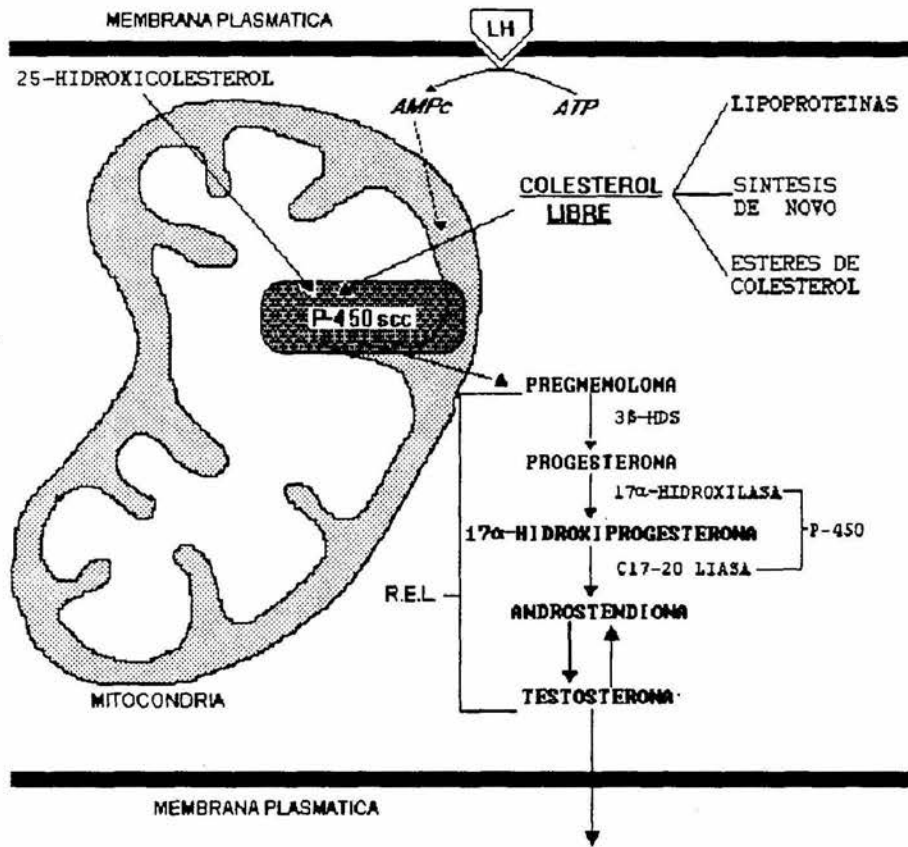 MEMBRANA PLASMATICA
LH
25-HIDROXICOLESTEROL
AMPc
ATP
LIPOPROTEINAS
COLESTEROL
LIBRE
SINTESIS
DE NOVO
ESTERES DE
COLESTEROL
P-450 scc
PREGNENOLONA
3β-HDS
PROGESTERONA
17α-HIDROXILASA
17α-HIDROXIPROGESTERONA
P-450
C17-20 LIASA
R.E.L
ANDROSTENDIONA
TESTOSTERONA
MITOCONDRIA
MEMBRANA PLASMATICA